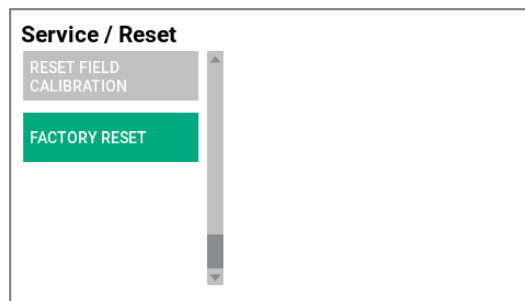 Service / Reset
RESET FIELD
CALIBRATION
FACTORY RESET